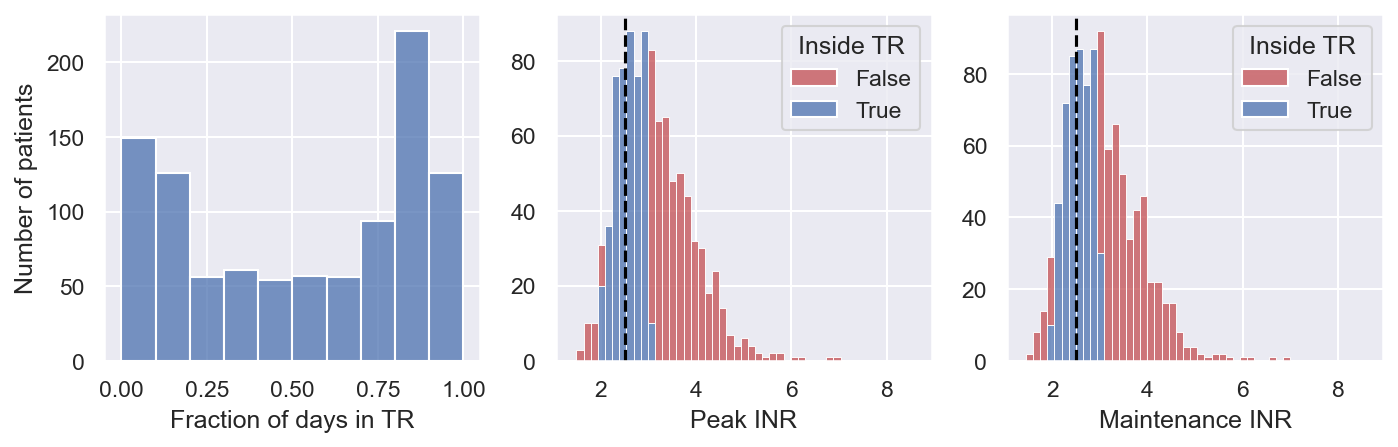 Number of patients
200
150
100
50
0
0.00 0.25 0.50 0.75 1.00
Fraction of days in TR
80
60
40
20
0
2 4 6 8
Peak INR
Inside TR
False
True
80
60
40
20
0
2 4 6 8
Maintenance INR
Inside TR
False
True